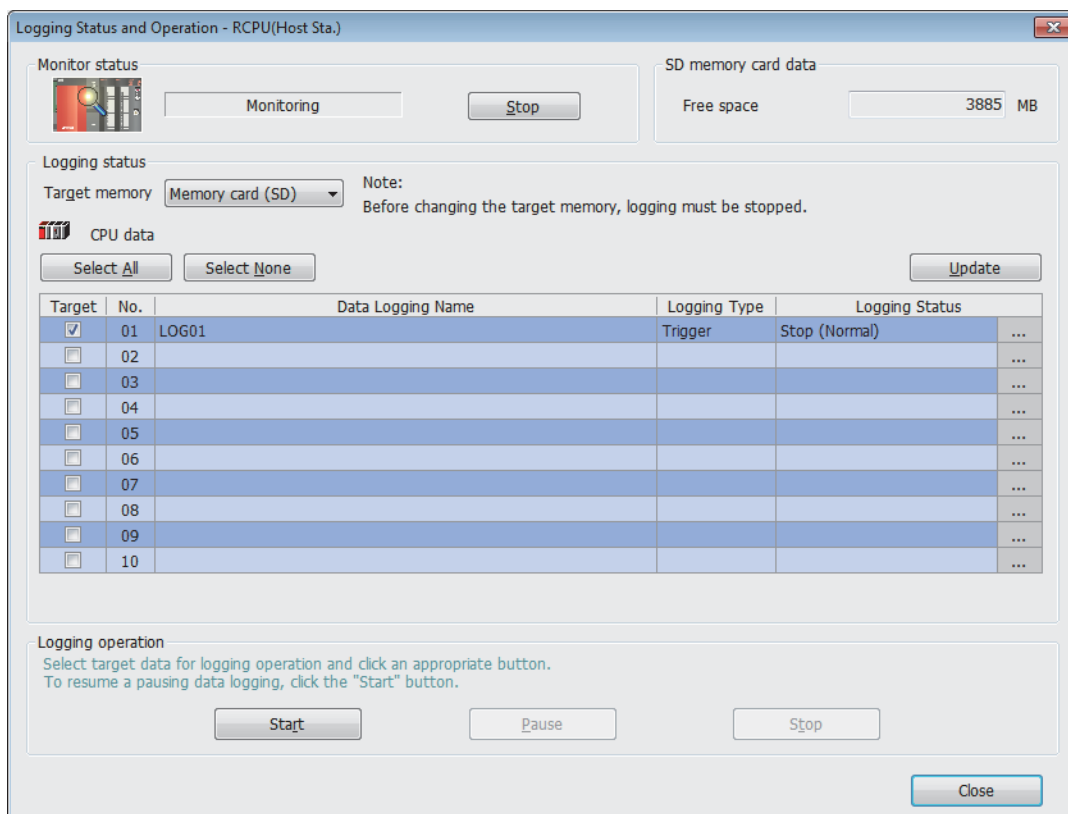 Logging Status and Operation - RCPU(Host Sta.)
Monitor status
Monitoring
Stop
SD memory card data
Free space 3885 MB
Logging status
Target memory Memory card (SD)
Note:
Before changing the target memory, logging must be stopped.
CPU data
Select All Select None Update
Target No. Data Logging Name Logging Type Logging Status
01 LOG01 Trigger Stop (Normal) ...
02 ...
03 ...
04 ...
05 ...
06 ...
07 ...
08 ...
09 ...
10 ...
Logging operation
Select target data for logging operation and click an appropriate button.
To resume a pausing data logging, click the "Start" button.
Start Pause Stop
Close